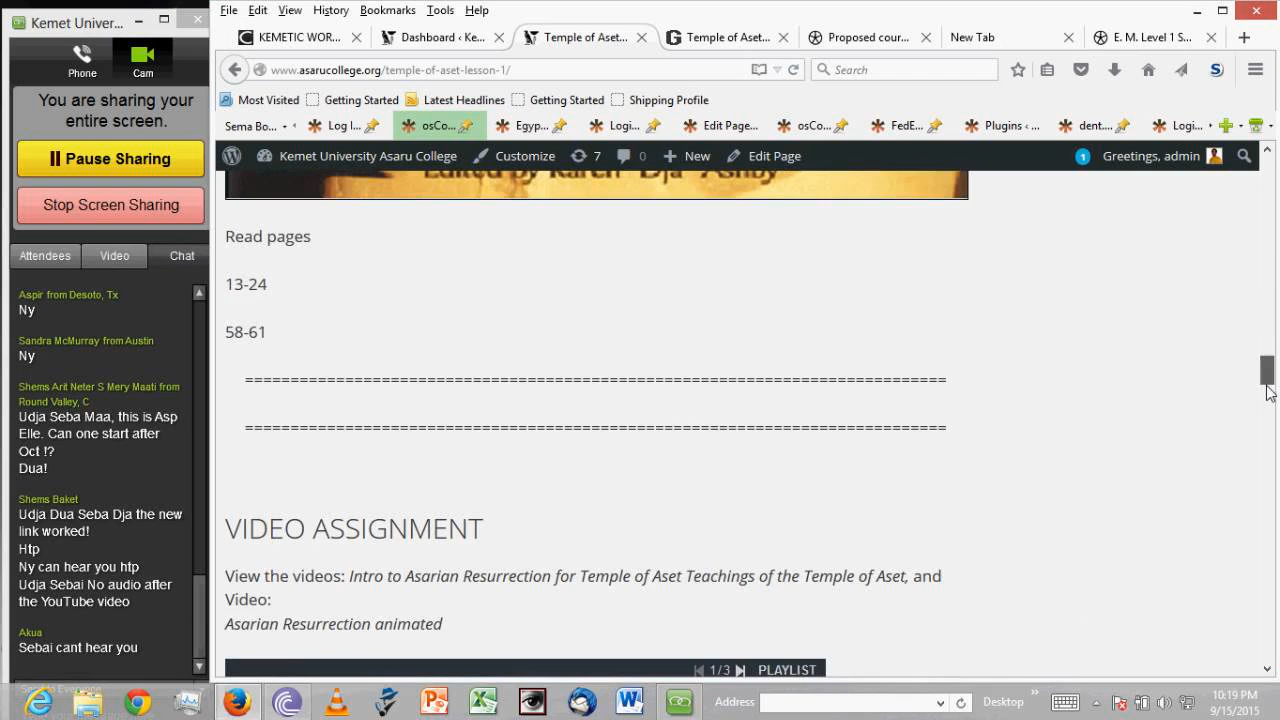 Kemet Univer...
Phone
Cam
You are sharing your
entire screen.
Pause Sharing
Stop Screen Sharing
Attendees Video Chat
Aspir from Desoto, Tx
Ny
Sandra McMurray from Austin
Ny
Shems Arit Neter S Mery Maati from
Round Valley, C
Udja Seba Maa, this is Asp
Elle. Can one start after
Oct !?
Dua!
Shems Baket
Udja Dua Seba Dja the new
link worked!
Htp
Ny can hear you htp
Udja Sebai No audio after
the YouTube video
Akua
Sebai cant hear you
File Edit View History Bookmarks Tools Help
KEMETIC WOR... Dashboard ‹ Ke... Temple of Aset... Temple of Aset... Proposed cour... New Tab E. M. Level 1 S...
www.asarucollege.org/temple-of-aset-lesson-1/ Search
Most Visited Getting Started Latest Headlines Getting Started Shipping Profile
Sema Bo... Log I... osCo... Egyp... Logi... Edit Page... osCo... FedE... Plugins ‹ ... dent... Logi...
Kemet University Asaru College Customize 7 0 New Edit Page 1 Greetings, admin
Edited by Karen "Dja" Ashby
Read pages
13-24
58-61
=============================================================================
=============================================================================
VIDEO ASSIGNMENT
View the videos: Intro to Asarian Resurrection for Temple of Aset Teachings of the Temple of Aset, and
Video:
Asarian Resurrection animated
1/3 PLAYLIST
Address Desktop
10:19 PM
9/15/2015